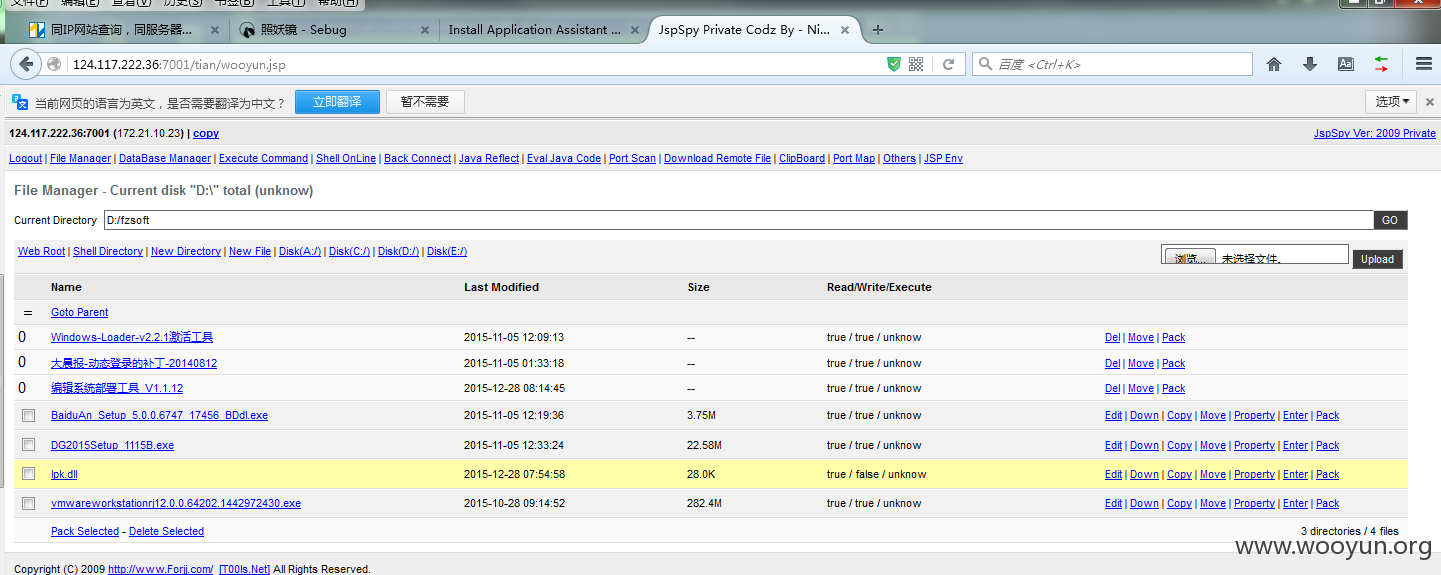 文件(F) 编辑(E) 查看(V) 历史(S) 书签(B) 工具(T) 帮助(H)
同IP网站查询，同服务器... × 照妖镜 - Sebug × Install Application Assistant ... × JspSpy Private Codz By - Ni... × +
124.117.222.36:7001/tian/wooyun.jsp 百度 <Ctrl+K>
当前网页的语言为英文，是否需要翻译为中文？ 立即翻译 暂不需要 选项 ×
124.117.222.36:7001 (172.21.10.23) | copy JspSpy Ver: 2009 Private
Logout | File Manager | DataBase Manager | Execute Command | Shell OnLine | Back Connect | Java Reflect | Eval Java Code | Port Scan | Download Remote File | ClipBoard | Port Map | Others | JSP Env
File Manager - Current disk "D:\" total (unknow)
Current Directory D:/fzsoft GO
Web Root | Shell Directory | New Directory | New File | Disk(A:/) | Disk(C:/) | Disk(D:/) | Disk(E:/) 浏览... 未选择文件。 Upload
Name Last Modified Size Read/Write/Execute
= Goto Parent
0 Windows-Loader-v2.2.1激活工具 2015-11-05 12:09:13 -- true / true / unknow Del | Move | Pack
0 大晨报-动态登录的补丁-20140812 2015-11-05 01:33:18 -- true / true / unknow Del | Move | Pack
0 编辑系统部署工具_V1.1.12 2015-12-28 08:14:45 -- true / true / unknow Del | Move | Pack
BaiduAn_Setup_5.0.0.6747_17456_BDdl.exe 2015-11-05 12:19:36 3.75M true / true / unknow Edit | Down | Copy | Move | Property | Enter | Pack
DG2015Setup_1115B.exe 2015-11-05 12:33:24 22.58M true / true / unknow Edit | Down | Copy | Move | Property | Enter | Pack
lpk.dll 2015-12-28 07:54:58 28.0K true / false / unknow Edit | Down | Copy | Move | Property | Enter | Pack
vmwareworkstationrj12.0.0.64202.1442972430.exe 2015-10-28 09:14:52 282.4M true / true / unknow Edit | Down | Copy | Move | Property | Enter | Pack
Pack Selected - Delete Selected 3 directories / 4 files
www.wooyun.org
Copyright (C) 2009 http://www.Forjj.com/ [T00ls.Net] All Rights Reserved.